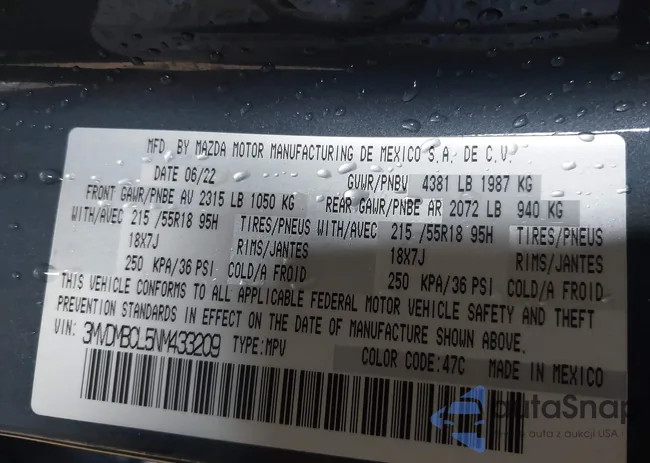 MFD. BY MAZDA MOTOR MANUFACTURING DE MEXICO S.A. DE C.V.
DATE 06/22 GVWR/PNBV 4381 LB 1987 KG
FRONT GAWR/PNBE AV 2315 LB 1050 KG REAR GAWR/PNBE AR 2072 LB 940 KG
WITH/AVEC 215 /55R18 95H TIRES/PNEUS WITH/AVEC 215 /55R18 95H TIRES/PNEUS
18X7J RIMS/JANTES 18X7J RIMS/JANTES
250 KPA/36 PSI COLD/A FROID 250 KPA/36 PSI COLD/A FROID
THIS VEHICLE CONFORMS TO ALL APPLICABLE FEDERAL MOTOR VEHICLE SAFETY AND THEFT
PREVENTION STANDARDS IN EFFECT ON THE DATE OF MANUFACTURE SHOWN ABOVE.
VIN: 3MVDMBCL5NM433209 TYPE:MPV
COLOR CODE:47C MADE IN MEXICO
autaSnap
auta z aukcji USA